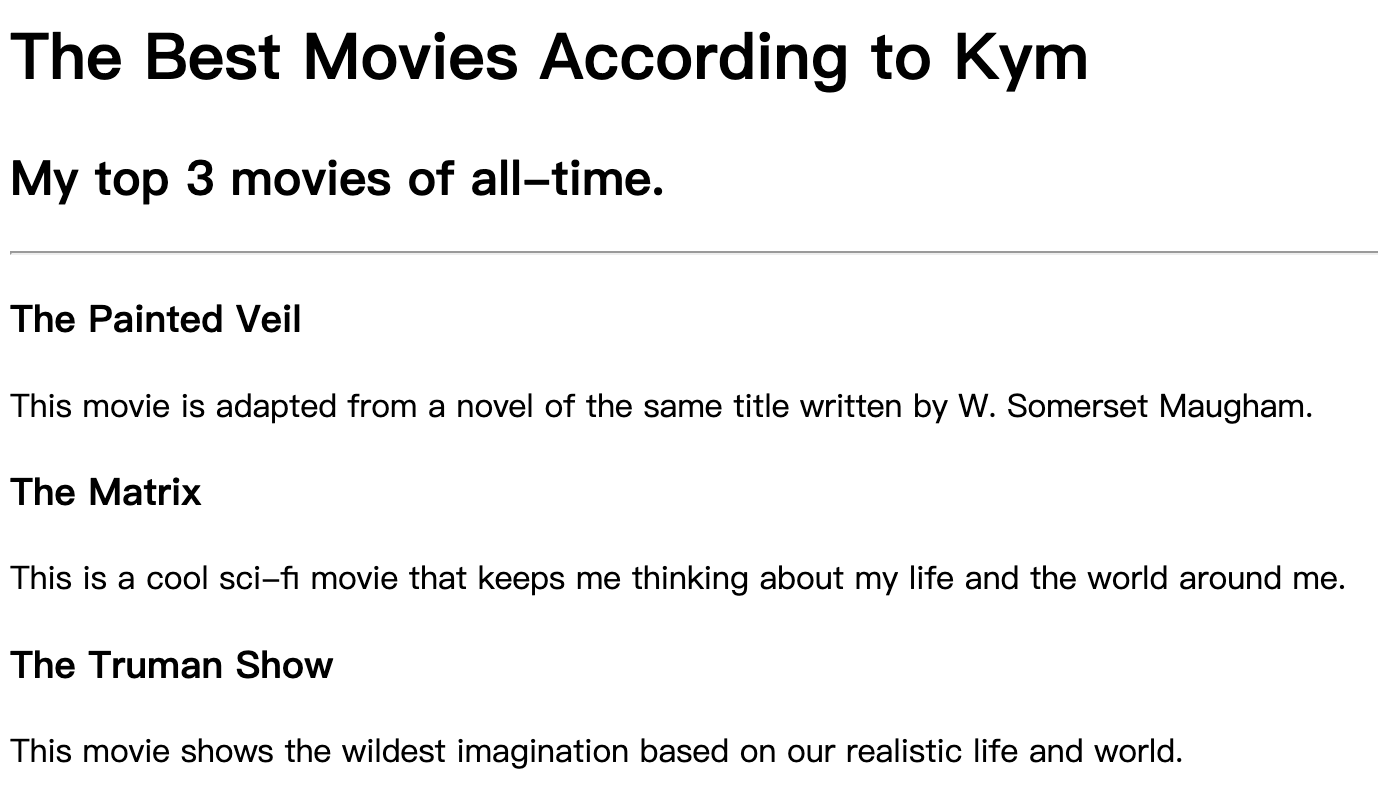 The Best Movies According to Kym
My top 3 movies of all-time.
The Painted Veil
This movie is adapted from a novel of the same title written by W. Somerset Maugham.
The Matrix
This is a cool sci-fi movie that keeps me thinking about my life and the world around me.
The Truman Show
This movie shows the wildest imagination based on our realistic life and world.